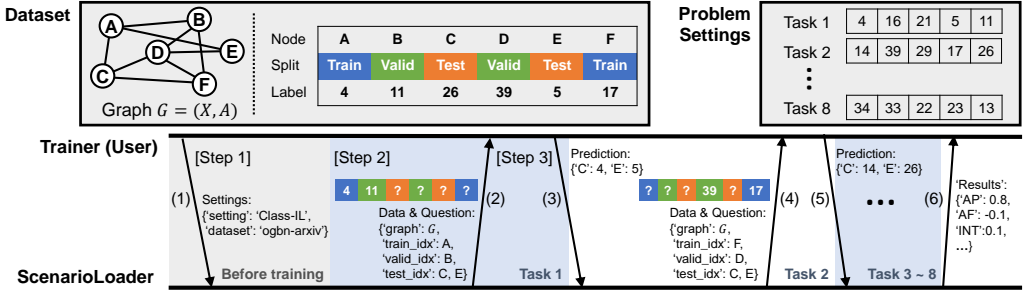 Dataset
A
B
D
E
C
F
Graph G = (X, A)
Node A B C D E F
Split Train Valid Test Valid Test Train
Label 4 11 26 39 5 17
Problem
Settings
Task 1 4 16 21 5 11
Task 2 14 39 29 17 26
Task 8 34 33 22 23 13
Trainer (User)
ScenarioLoader
(1)
[Step 1]
Settings:
{'setting': 'Class-IL',
'dataset': 'ogbn-arxiv'}
Before training
[Step 2]
4 11 ? ? ? ?
Data & Question:
{'graph': G,
'train_idx': A,
'valid_idx': B,
'test_idx': C, E}
(2)
[Step 3]
Task 1
(3)
Prediction:
{'C': 4, 'E': 5}
? ? ? 39 ? 17
Data & Question:
{'graph': G,
'train_idx': F,
'valid_idx': D,
'test_idx': C, E}
(4)
Task 2
(5)
Prediction:
{'C': 14, 'E': 26}
Task 3 ~ 8
(6)
'Results':
{'AP': 0.8,
'AF': -0.1,
'INT':0.1,
...}